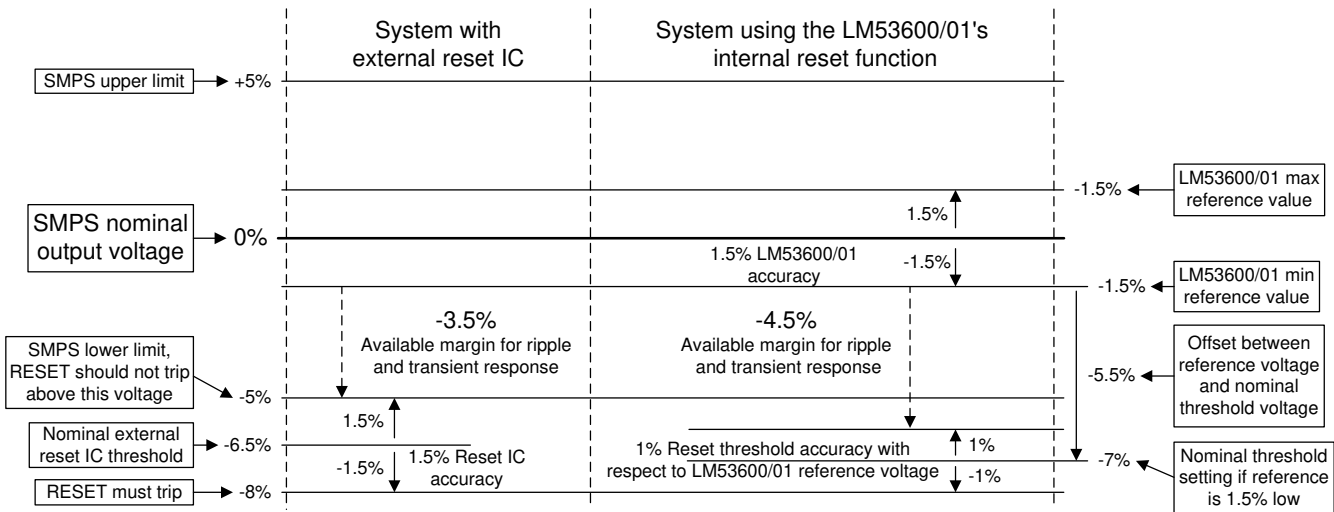 System with
external reset IC
System using the LM53600/01's
internal reset function
SMPS upper limit
+5%
-1.5%
LM53600/01 max
reference value
1.5%
SMPS nominal
output voltage
0%
1.5% LM53600/01
accuracy
-1.5%
-1.5%
LM53600/01 min
reference value
-3.5%
Available margin for ripple
and transient response
-4.5%
Available margin for ripple
and transient response
SMPS lower limit,
RESET should not trip
above this voltage
-5%
-5.5%
Offset between
reference voltage
and nominal
threshold voltage
1.5%
Nominal external
reset IC threshold
-6.5%
-1.5%
1.5% Reset IC
accuracy
1% Reset threshold accuracy with
respect to LM53600/01 reference voltage
1%
-1%
-7%
Nominal threshold
setting if reference
is 1.5% low
RESET must trip
-8%